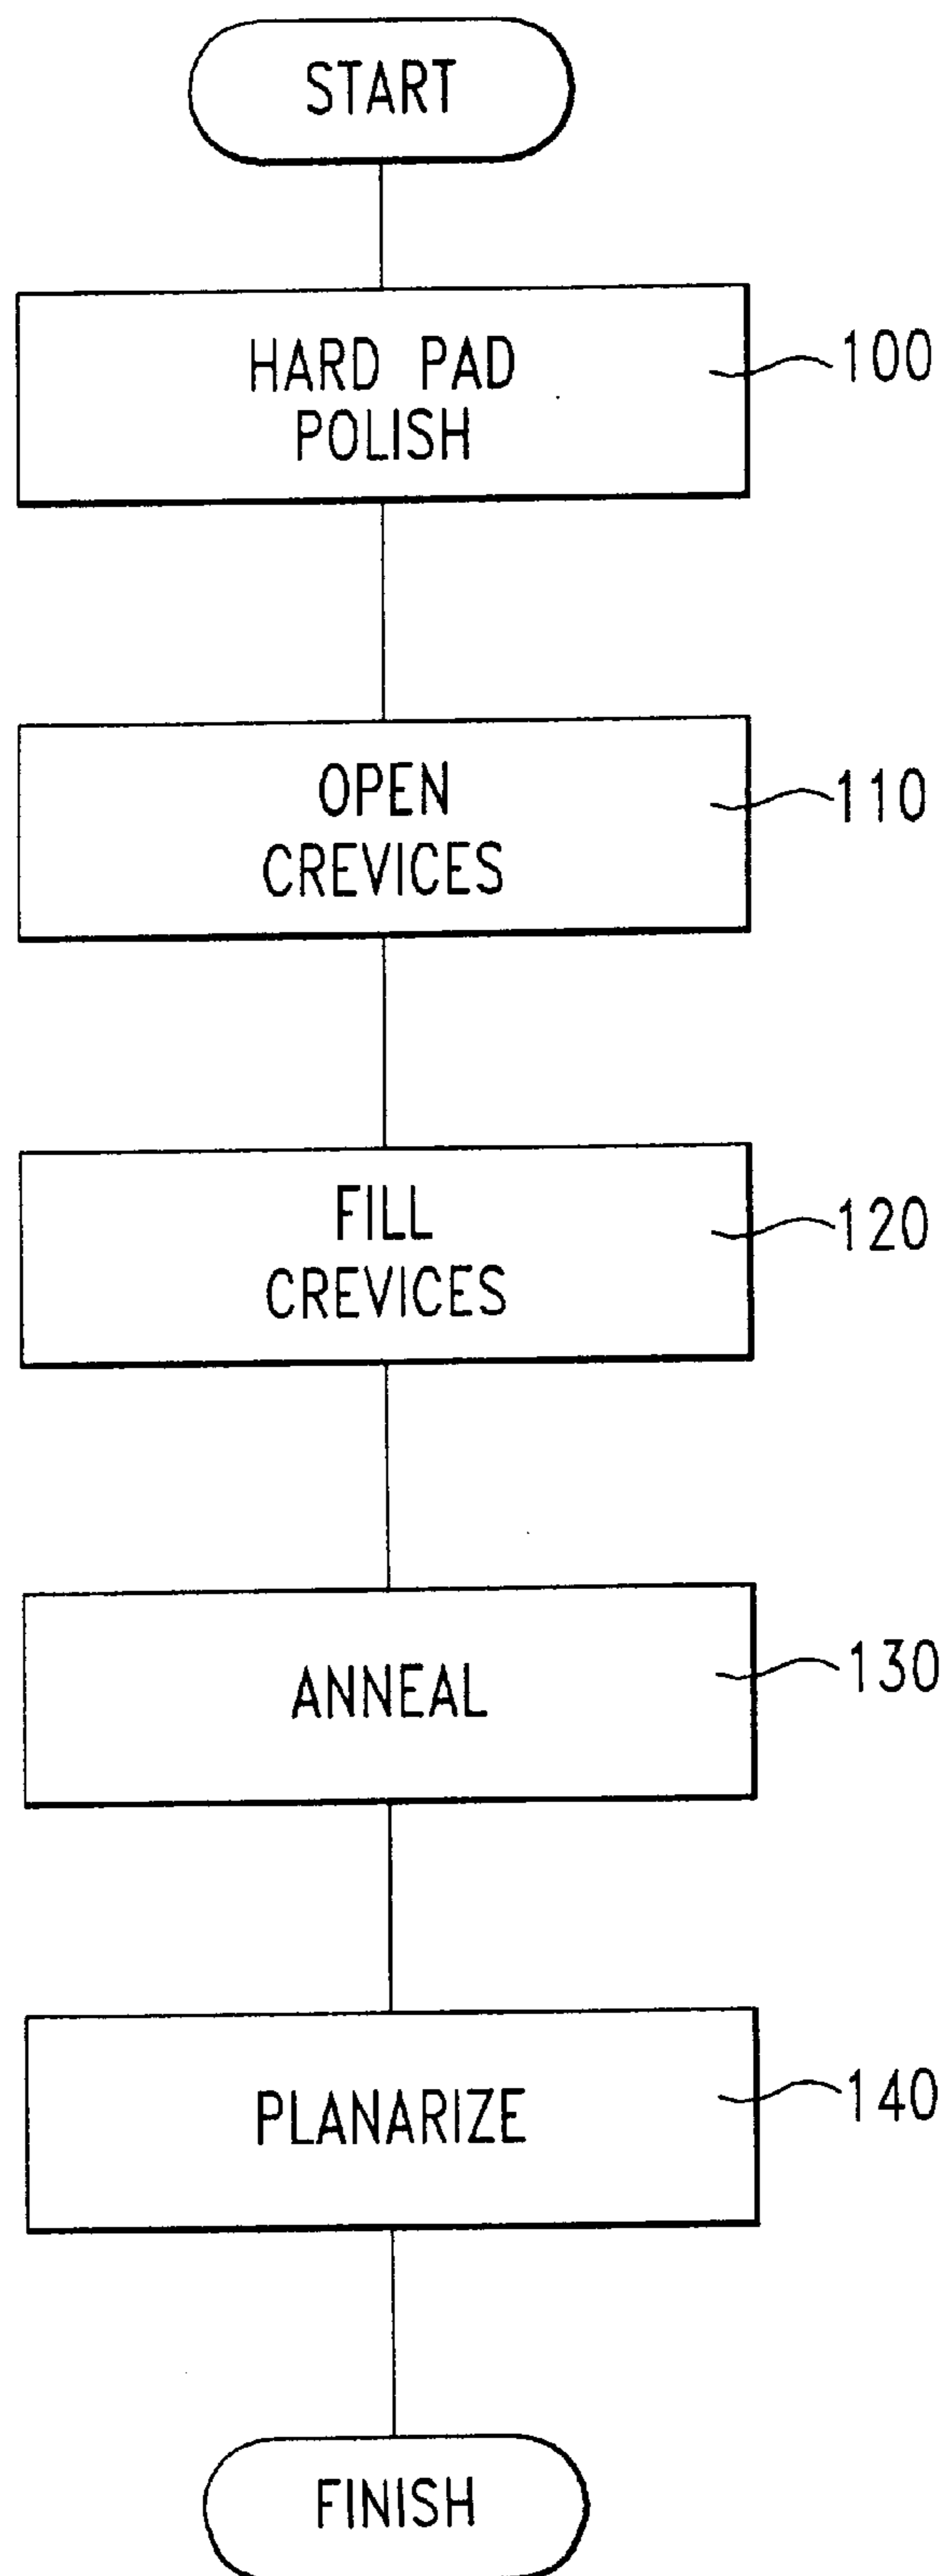 START
HARD PAD
POLISH
100
OPEN
CREVICES
110
FILL
CREVICES
120
ANNEAL
130
PLANARIZE
140
FINISH